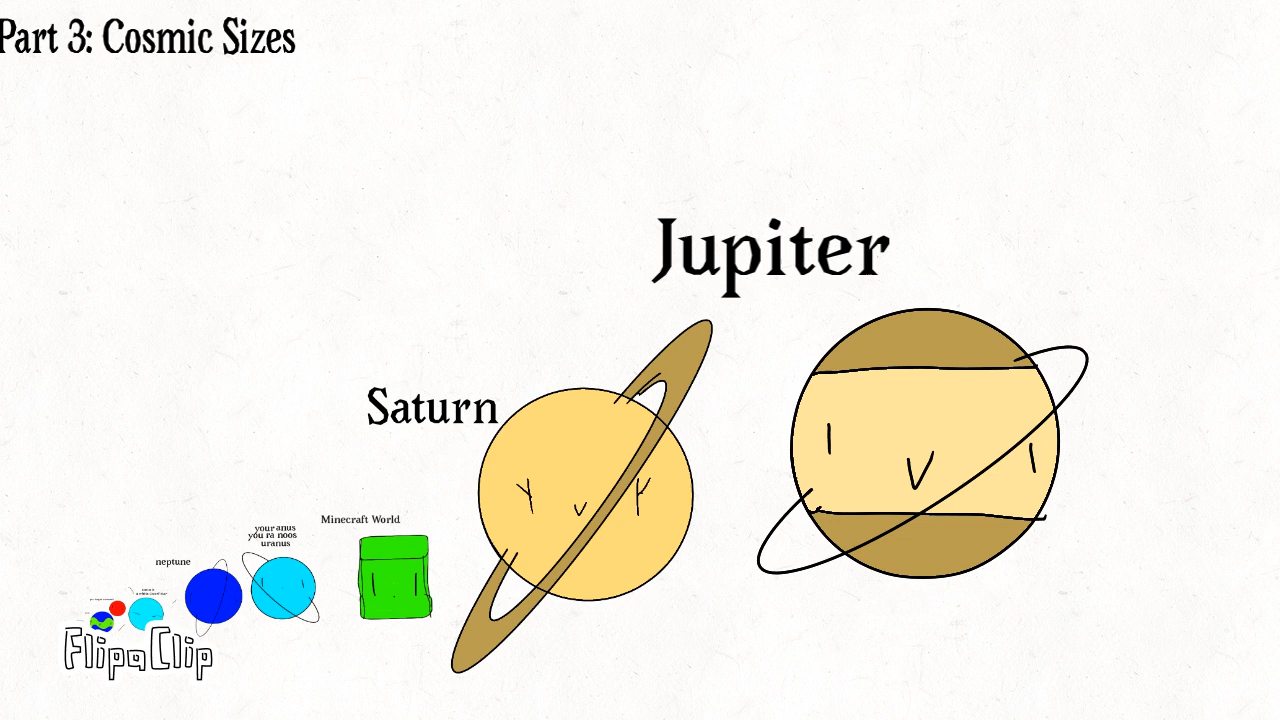 Part 3: Cosmic Sizes
Jupiter
Saturn
Minecraft World
your anus
you ra noos
uranus
neptune
FlipaClip